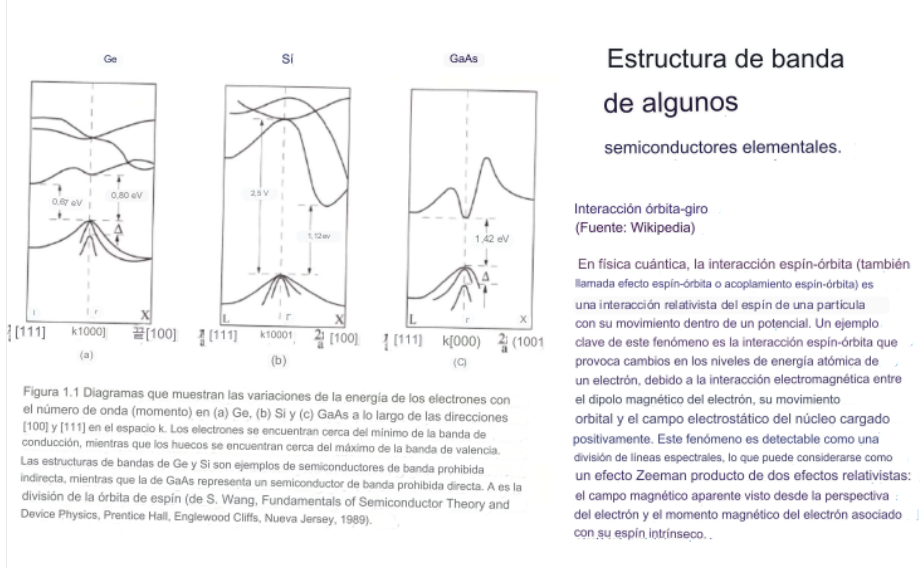 Ge
Sí
GaAs
0,67 eV
0,80 eV
Δ
2,5 V
1,12ev
1,42 eV
Δ
r
X
L
r
X
L
r
X
[111]
k1000]
[100]
[111]
k10001
[100]
[111]
k[000)
(1001
(a)
(b)
(C)
Figura 1.1 Diagramas que muestran las variaciones de la energía de los electrones con
el número de onda (momento) en (a) Ge, (b) Si y (c) GaAs a lo largo de las direcciones
[100] y [111] en el espacio k. Los electrones se encuentran cerca del mínimo de la banda de
conducción, mientras que los huecos se encuentran cerca del máximo de la banda de valencia.
Las estructuras de bandas de Ge y Si son ejemplos de semiconductores de banda prohibida
indirecta, mientras que la de GaAs representa un semiconductor de banda prohibida directa. A es la
división de la órbita de espín (de S. Wang, Fundamentals of Semiconductor Theory and
Device Physics, Prentice Hall, Englewood Cliffs, Nueva Jersey, 1989).
Estructura de banda
de algunos
semiconductores elementales.
Interacción órbita-giro
(Fuente: Wikipedia)
En física cuántica, la interacción espín-órbita (también
llamada efecto espín-órbita o acoplamiento espín-órbita) es
una interacción relativista del espín de una partícula
con su movimiento dentro de un potencial. Un ejemplo
clave de este fenómeno es la interacción espín-órbita que
provoca cambios en los niveles de energía atómica de
un electrón, debido a la interacción electromagnética entre
el dipolo magnético del electrón, su movimiento
orbital y el campo electrostático del núcleo cargado
positivamente. Este fenómeno es detectable como una
división de líneas espectrales, lo que puede considerarse como
un efecto Zeeman producto de dos efectos relativistas:
el campo magnético aparente visto desde la perspectiva
del electrón y el momento magnético del electrón asociado
con su espín intrínseco..